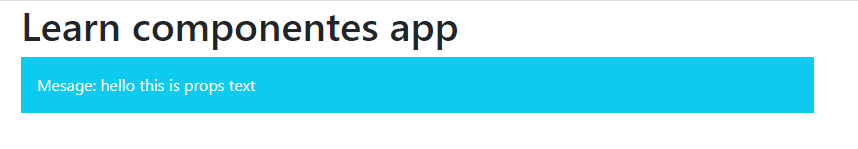 Learn componentes app
Mesage: hello this is props text